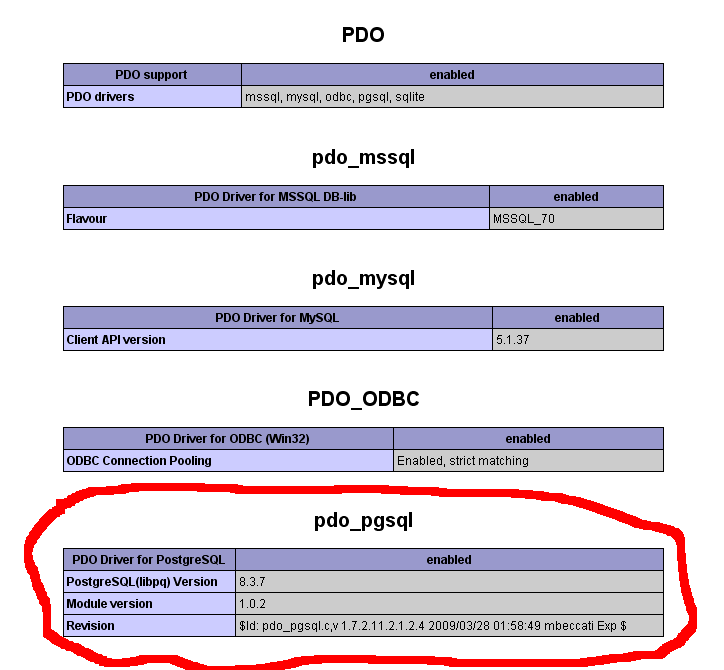 PDO
PDO support enabled
PDO drivers mssql, mysql, odbc, pgsql, sqlite
pdo_mssql
PDO Driver for MSSQL DB-lib enabled
Flavour MSSQL_70
pdo_mysql
PDO Driver for MySQL enabled
Client API version 5.1.37
PDO_ODBC
PDO Driver for ODBC (Win32) enabled
ODBC Connection Pooling Enabled, strict matching
pdo_pgsql
PDO Driver for PostgreSQL enabled
PostgreSQL(libpq) Version 8.3.7
Module version 1.0.2
Revision $Id: pdo_pgsql.c,v 1.7.2.11.2.1.2.4 2009/03/28 01:58:49 mbeccati Exp $